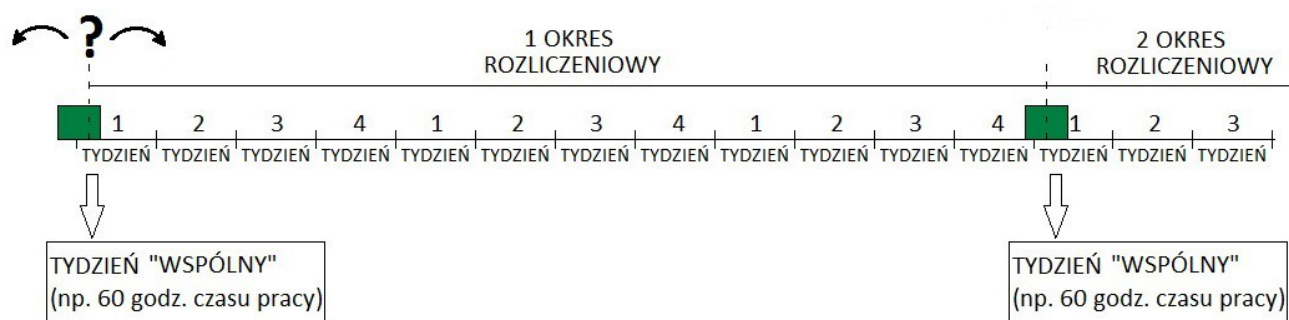 ?
1 OKRES
ROZLICZENIOWY
2 OKRES
ROZLICZENIOWY
1 2 3 4 1 2 3 4 1 2 3 4 1 2 3
TYDZIEŃ TYDZIEŃ TYDZIEŃ TYDZIEŃ TYDZIEŃ TYDZIEŃ TYDZIEŃ TYDZIEŃ TYDZIEŃ TYDZIEŃ TYDZIEŃ TYDZIEŃ TYDZIEŃ TYDZIEŃ TYDZIEŃ
TYDZIEŃ "WSPÓLNY"
(np. 60 godz. czasu pracy)
TYDZIEŃ "WSPÓLNY"
(np. 60 godz. czasu pracy)